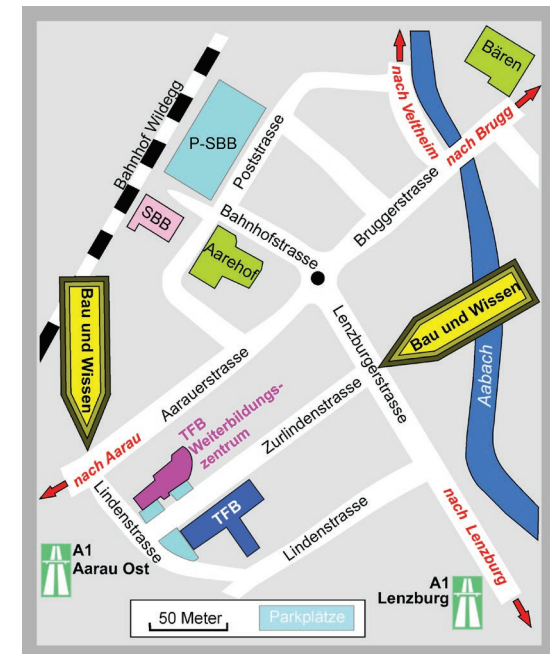 Bären
nach Veltheim
nach Brugg
Bahnhof Wildegg
P-SBB
Poststrasse
Bruggerstrasse
SBB
Bahnhofstrasse
Aarehof
Bau und Wissen
Bau und Wissen
Lenzburgerstrasse
Aabach
Aarauerstrasse
TFB
Weiterbildungs-
zentrum
Zurlindenstrasse
nach Aarau
Lindenstrasse
TFB
Lindenstrasse
nach Lenzburg
A1
Aarau Ost
A1
Lenzburg
50 Meter
Parkplätze